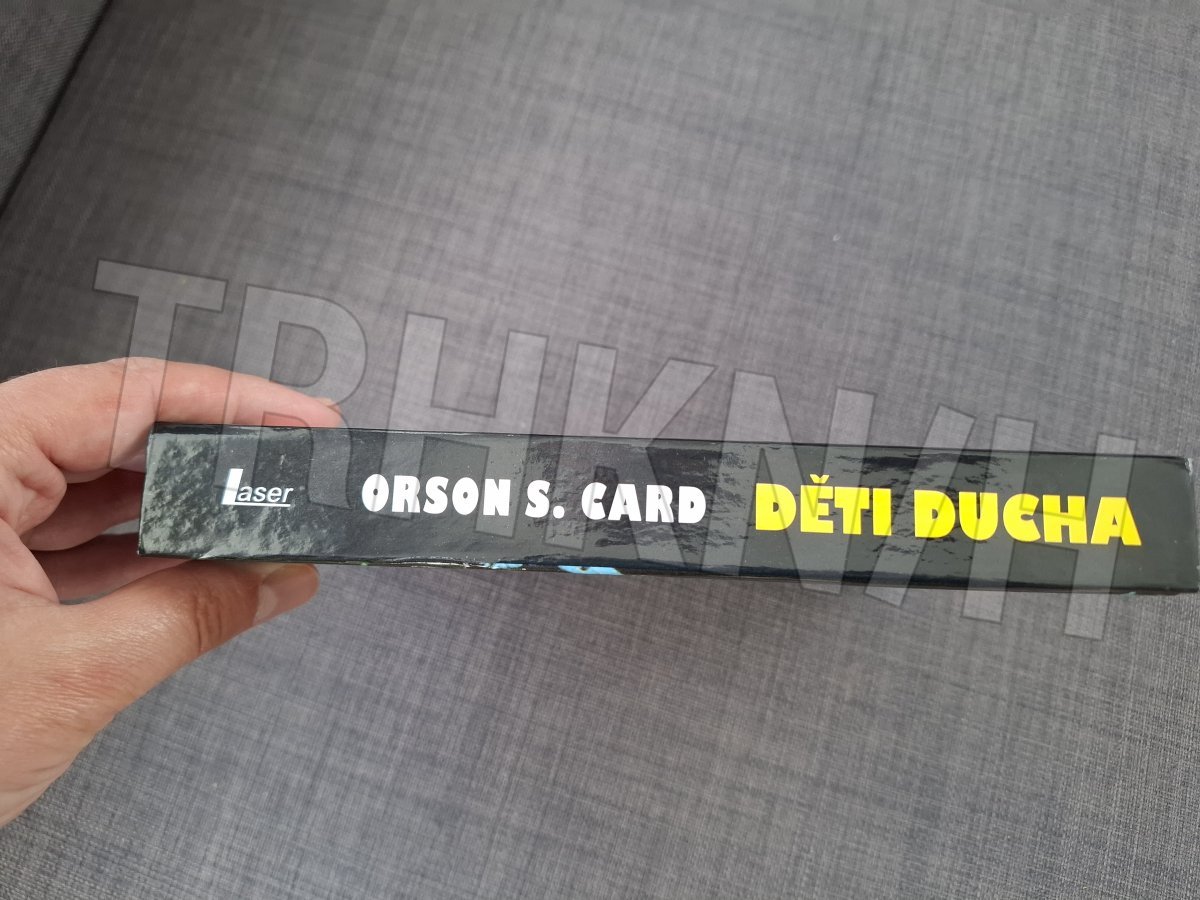 TRHKNIH
Laser
ORSON S. CARD
DĚTI DUCHA